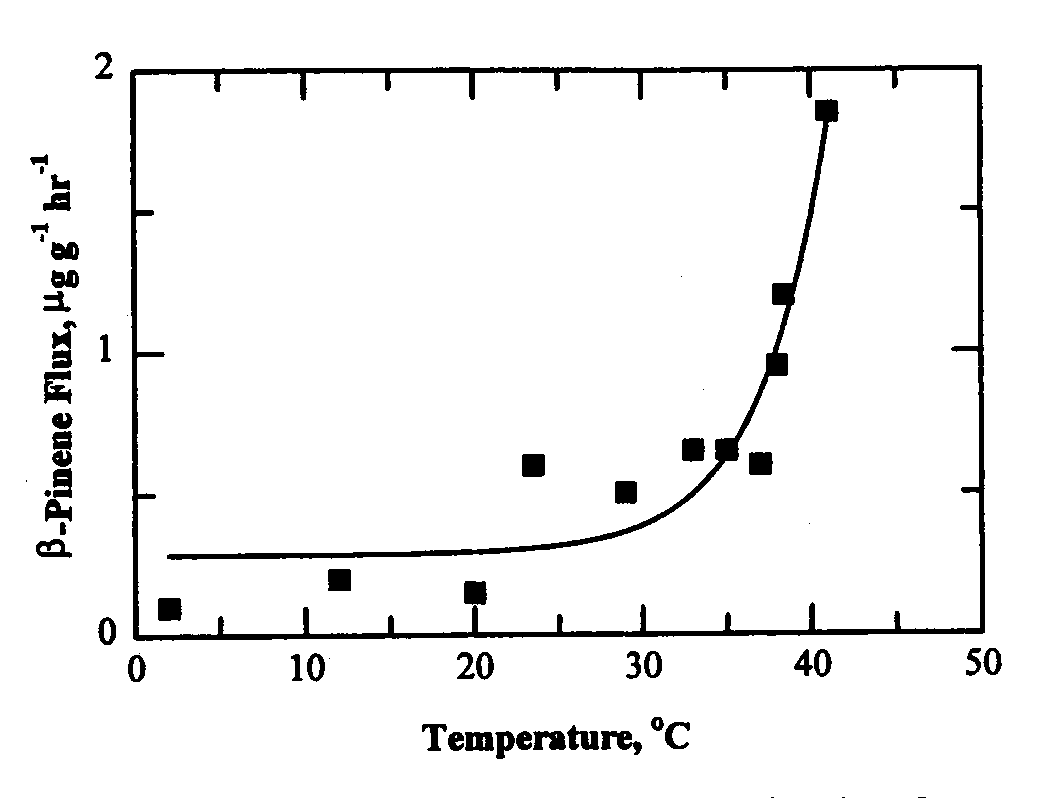 2
1
0
β-Pinene Flux, μg g⁻¹ hr⁻¹
0 10 20 30 40 50
Temperature, °C